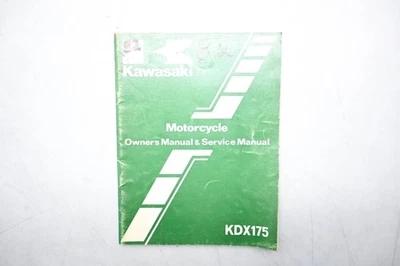 Kawasaki
Motorcycle
Owners Manual & Service Manual
KDX175